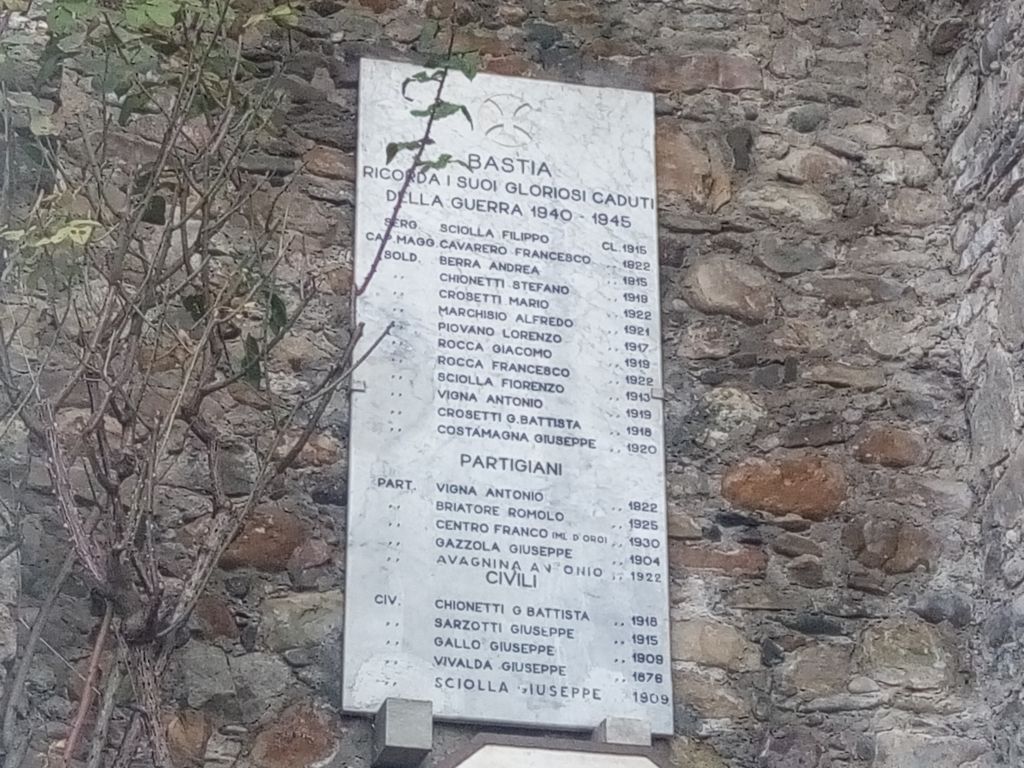 BASTIA
RICORDA I SUOI GLORIOSI CADUTI
DELLA GUERRA 1940 - 1945
SERG. SCIOLLA FILIPPO CL. 1915
CAP. MAGG. CAVARERO FRANCESCO .. 1922
SOLD. BERRA ANDREA .. 1915
.. CHIONETTI STEFANO .. 1919
.. CROSETTI MARIO .. 1922
.. MARCHISIO ALFREDO .. 1921
.. PIOVANO LORENZO .. 1917
.. ROCCA GIACOMO .. 1919
.. ROCCA FRANCESCO .. 1922
.. SCIOLLA FIORENZO .. 1913
.. VIGNA ANTONIO .. 1919
.. CROSETTI G. BATTISTA .. 1918
.. COSTAMAGNA GIUSEPPE .. 1920
PARTIGIANI
PART. VIGNA ANTONIO 1922
.. BRIATORE ROMOLO .. 1925
.. CENTRO FRANCO (ML. D'ORO) .. 1930
.. GAZZOLA GIUSEPPE .. 1904
.. AVAGNINA ANTONIO .. 1922
CIVILI
CIV. CHIONETTI G BATTISTA .. 1918
.. SARZOTTI GIUSEPPE .. 1915
.. GALLO GIUSEPPE .. 1909
.. VIVALDA GIUSEPPE .. 1878
.. SCIOLLA GIUSEPPE 1909